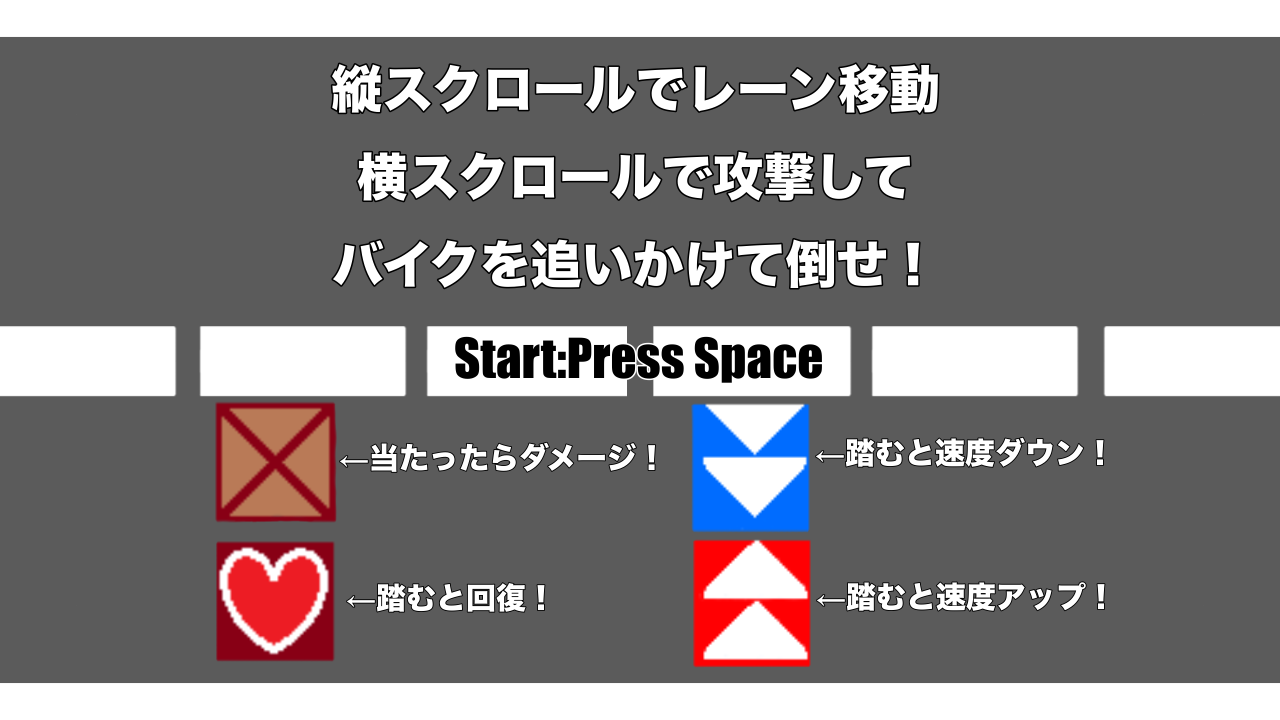 縦スクロールでレーン移動
横スクロールで攻撃して
バイクを追いかけて倒せ！
Start:Press Space
←当たったらダメージ！
←踏むと速度ダウン！
←踏むと回復！
←踏むと速度アップ！